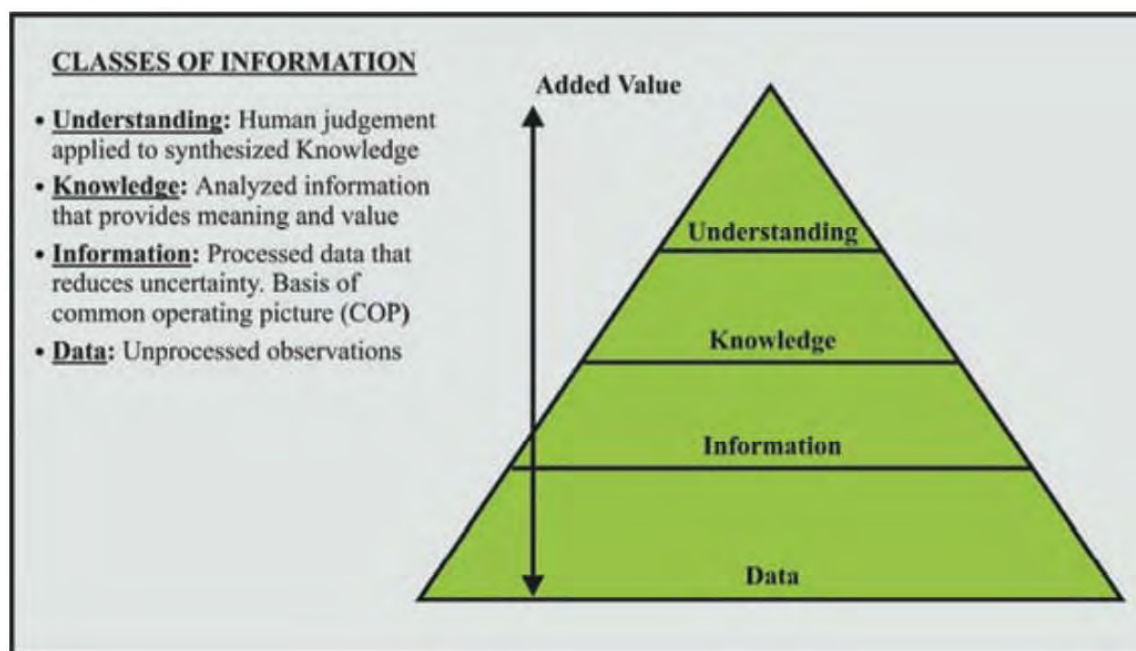 CLASSES OF INFORMATION
• Understanding: Human judgement
applied to synthesized Knowledge
• Knowledge: Analyzed information
that provides meaning and value
• Information: Processed data that
reduces uncertainty. Basis of
common operating picture (COP)
• Data: Unprocessed observations
Added Value
Understanding
Knowledge
Information
Data